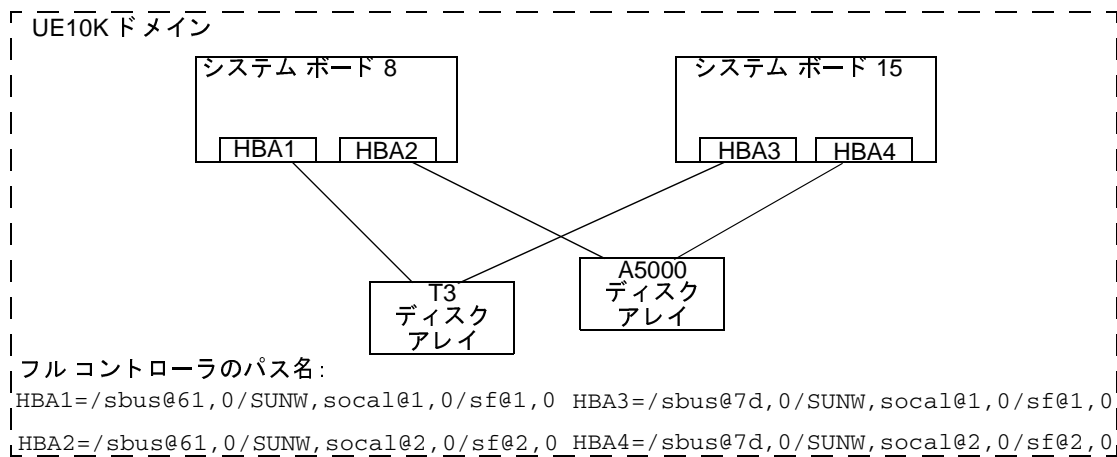 UE10K ドメイン
システム ボード 8
システム ボード 15
HBA1
HBA2
HBA3
HBA4
T3
ディスク
アレイ
A5000
ディスク
アレイ
フル コントローラのパス名:
HBA1=/sbus@61,0/SUNW,socal@1,0/sf@1,0 HBA3=/sbus@7d,0/SUNW,socal@1,0/sf@1,0
HBA2=/sbus@61,0/SUNW,socal@2,0/sf@2,0 HBA4=/sbus@7d,0/SUNW,socal@2,0/sf@2,0